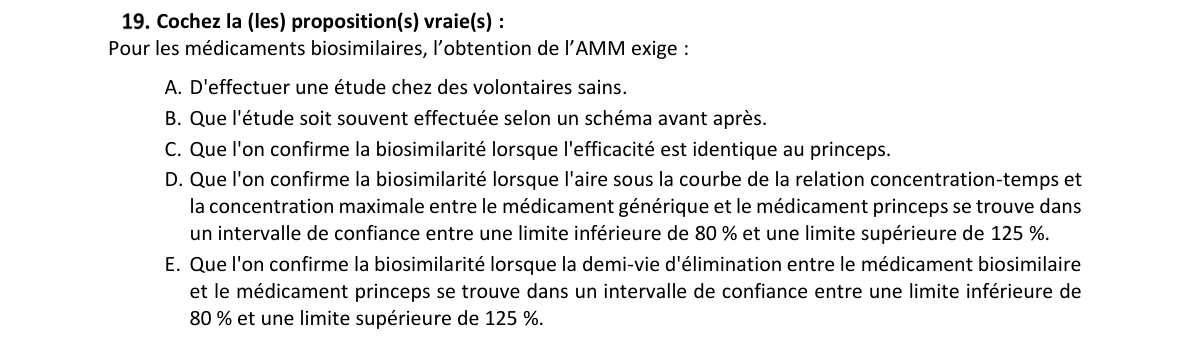 19. Cochez la (les) proposition(s) vraie(s) :
Pour les médicaments biosimilaires, l’obtention de l’AMM exige :
A. D'effectuer une étude chez des volontaires sains.
B. Que l'étude soit souvent effectuée selon un schéma avant après.
C. Que l'on confirme la biosimilarité lorsque l'efficacité est identique au princeps.
D. Que l'on confirme la biosimilarité lorsque l'aire sous la courbe de la relation concentration-temps et
la concentration maximale entre le médicament générique et le médicament princeps se trouve dans
un intervalle de confiance entre une limite inférieure de 80 % et une limite supérieure de 125 %.
E. Que l'on confirme la biosimilarité lorsque la demi-vie d'élimination entre le médicament biosimilaire
et le médicament princeps se trouve dans un intervalle de confiance entre une limite inférieure de
80 % et une limite supérieure de 125 %.